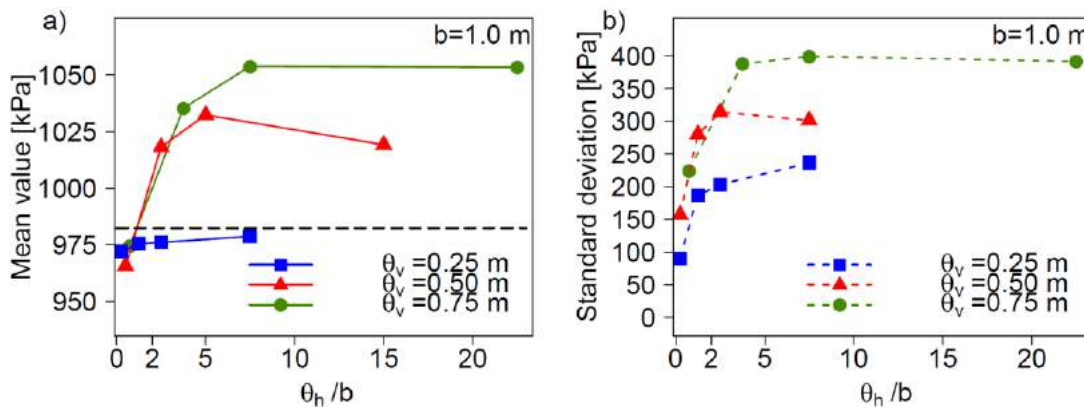 a)
b=1.0 m
Mean value [kPa]
1050
1025
1000
975
950
θv=0.25 m
θv=0.50 m
θv=0.75 m
0 2 5 10 15 20
θh /b
b)
b=1.0 m
Standard deviation [kPa]
400
350
300
250
200
150
100
50
0
θv=0.25 m
θv=0.50 m
θv=0.75 m
0 2 5 10 15 20
θh /b